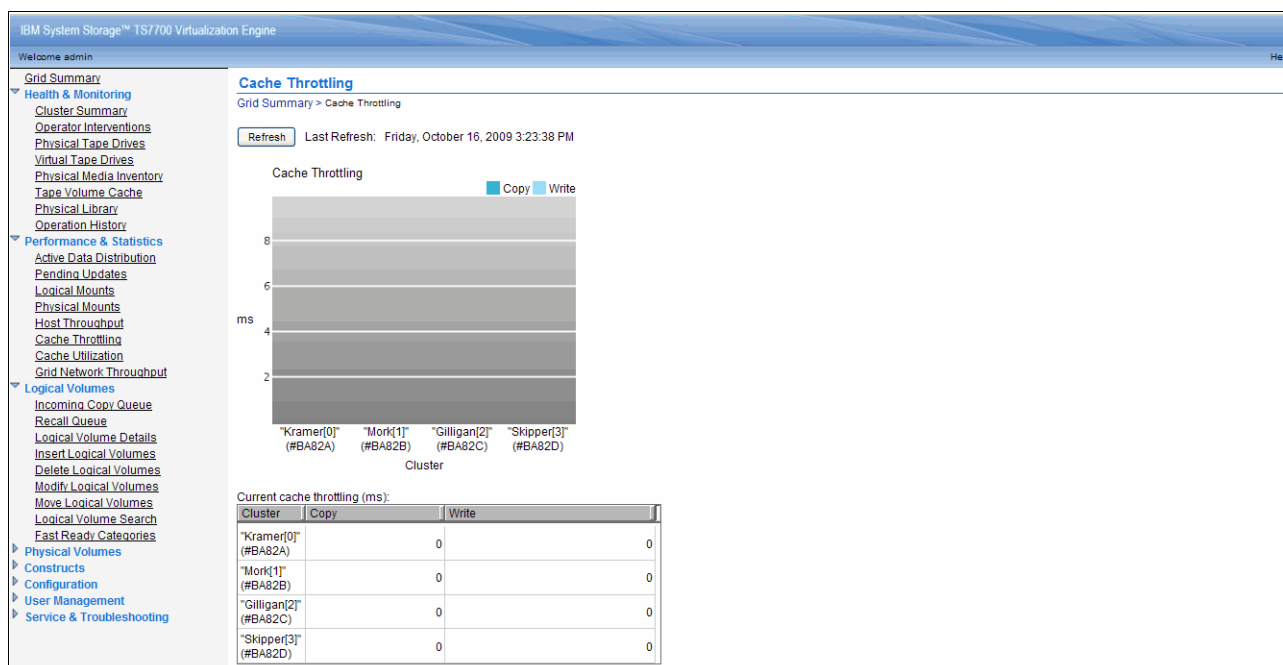 IBM System Storage™ TS7700 Virtualization Engine
Welcome admin
He
Grid Summary
Health & Monitoring
Cluster Summary
Operator Interventions
Physical Tape Drives
Virtual Tape Drives
Physical Media Inventory
Tape Volume Cache
Physical Library
Operation History
Performance & Statistics
Active Data Distribution
Pending Updates
Logical Mounts
Physical Mounts
Host Throughput
Cache Throttling
Cache Utilization
Grid Network Throughput
Logical Volumes
Incoming Copy Queue
Recall Queue
Logical Volume Details
Insert Logical Volumes
Delete Logical Volumes
Modify Logical Volumes
Move Logical Volumes
Logical Volume Search
Fast Ready Categories
Physical Volumes
Constructs
Configuration
User Management
Service & Troubleshooting
Cache Throttling
Grid Summary > Cache Throttling
Refresh Last Refresh: Friday, October 16, 2009 3:23:38 PM
Cache Throttling
Copy Write
8
6
ms
4
2
"Kramer[0]" "Mork[1]" "Gilligan[2]" "Skipper[3]"
(#BA82A) (#BA82B) (#BA82C) (#BA82D)
Cluster
Current cache throttling (ms):
Cluster Copy Write
"Kramer[0]"
(#BA82A) 0 0
"Mork[1]"
(#BA82B) 0 0
"Gilligan[2]"
(#BA82C) 0 0
"Skipper[3]"
(#BA82D) 0 0